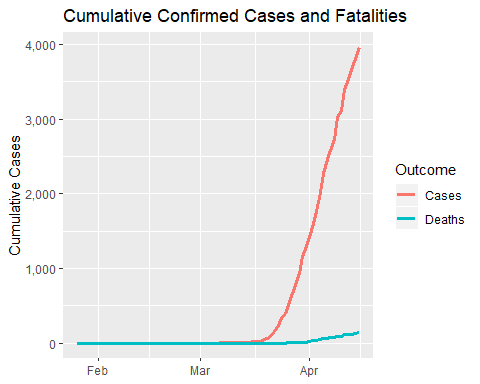 Cumulative Confirmed Cases and Fatalities
4,000
3,000
2,000
1,000
0
Cumulative Cases
Feb Mar Apr
Outcome
Cases
Deaths